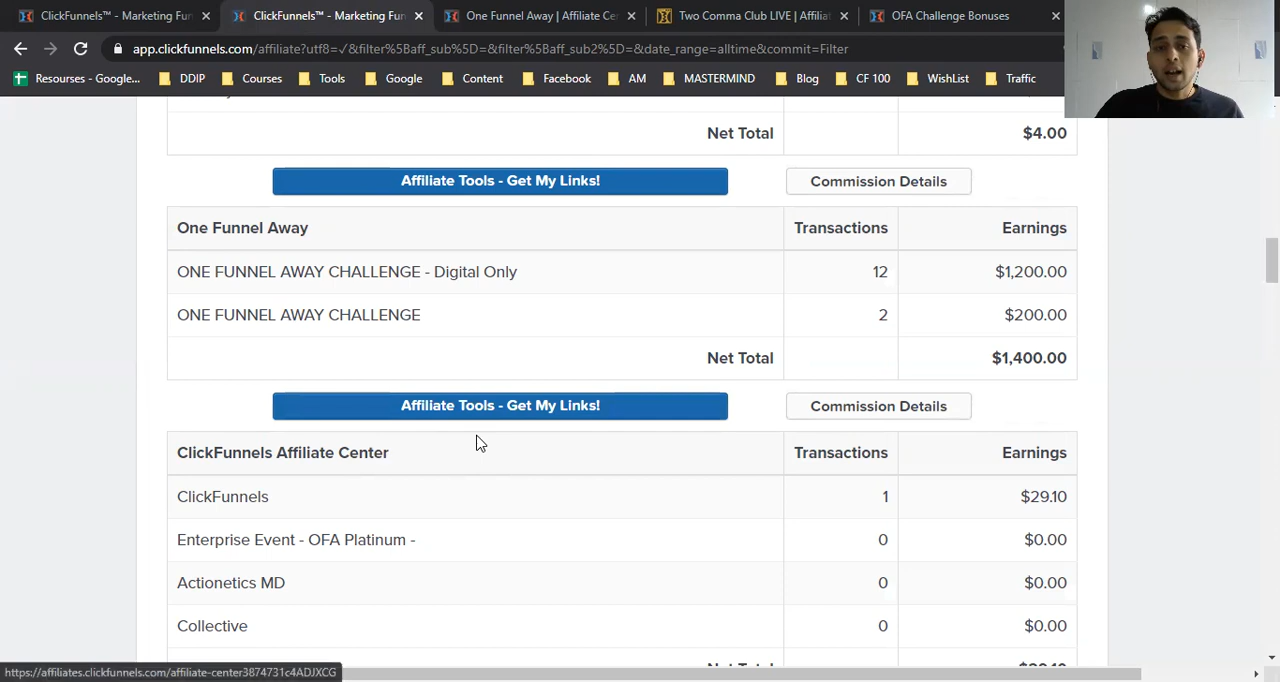 ClickFunnels™ - Marketing Fun
ClickFunnels™ - Marketing Fun
One Funnel Away | Affiliate Ce
Two Comma Club LIVE | Affilia
OFA Challenge Bonuses
app.clickfunnels.com/affiliate?utf8=✓&filter%5Baff_sub%5D=&filter%5Baff_sub2%5D=&date_range=alltime&commit=Filter
Resourses - Google...
DDIP
Courses
Tools
Google
Content
Facebook
AM
MASTERMIND
Blog
CF 100
WishList
Traffic
Net Total $4.00
Affiliate Tools - Get My Links! Commission Details
One Funnel Away Transactions Earnings
ONE FUNNEL AWAY CHALLENGE - Digital Only 12 $1,200.00
ONE FUNNEL AWAY CHALLENGE 2 $200.00
Net Total $1,400.00
Affiliate Tools - Get My Links! Commission Details
ClickFunnels Affiliate Center Transactions Earnings
ClickFunnels 1 $29.10
Enterprise Event - OFA Platinum - 0 $0.00
Actionetics MD 0 $0.00
Collective 0 $0.00
Net Total $29.10
https://affiliates.clickfunnels.com/affiliate-center3874731c4ADJXCG